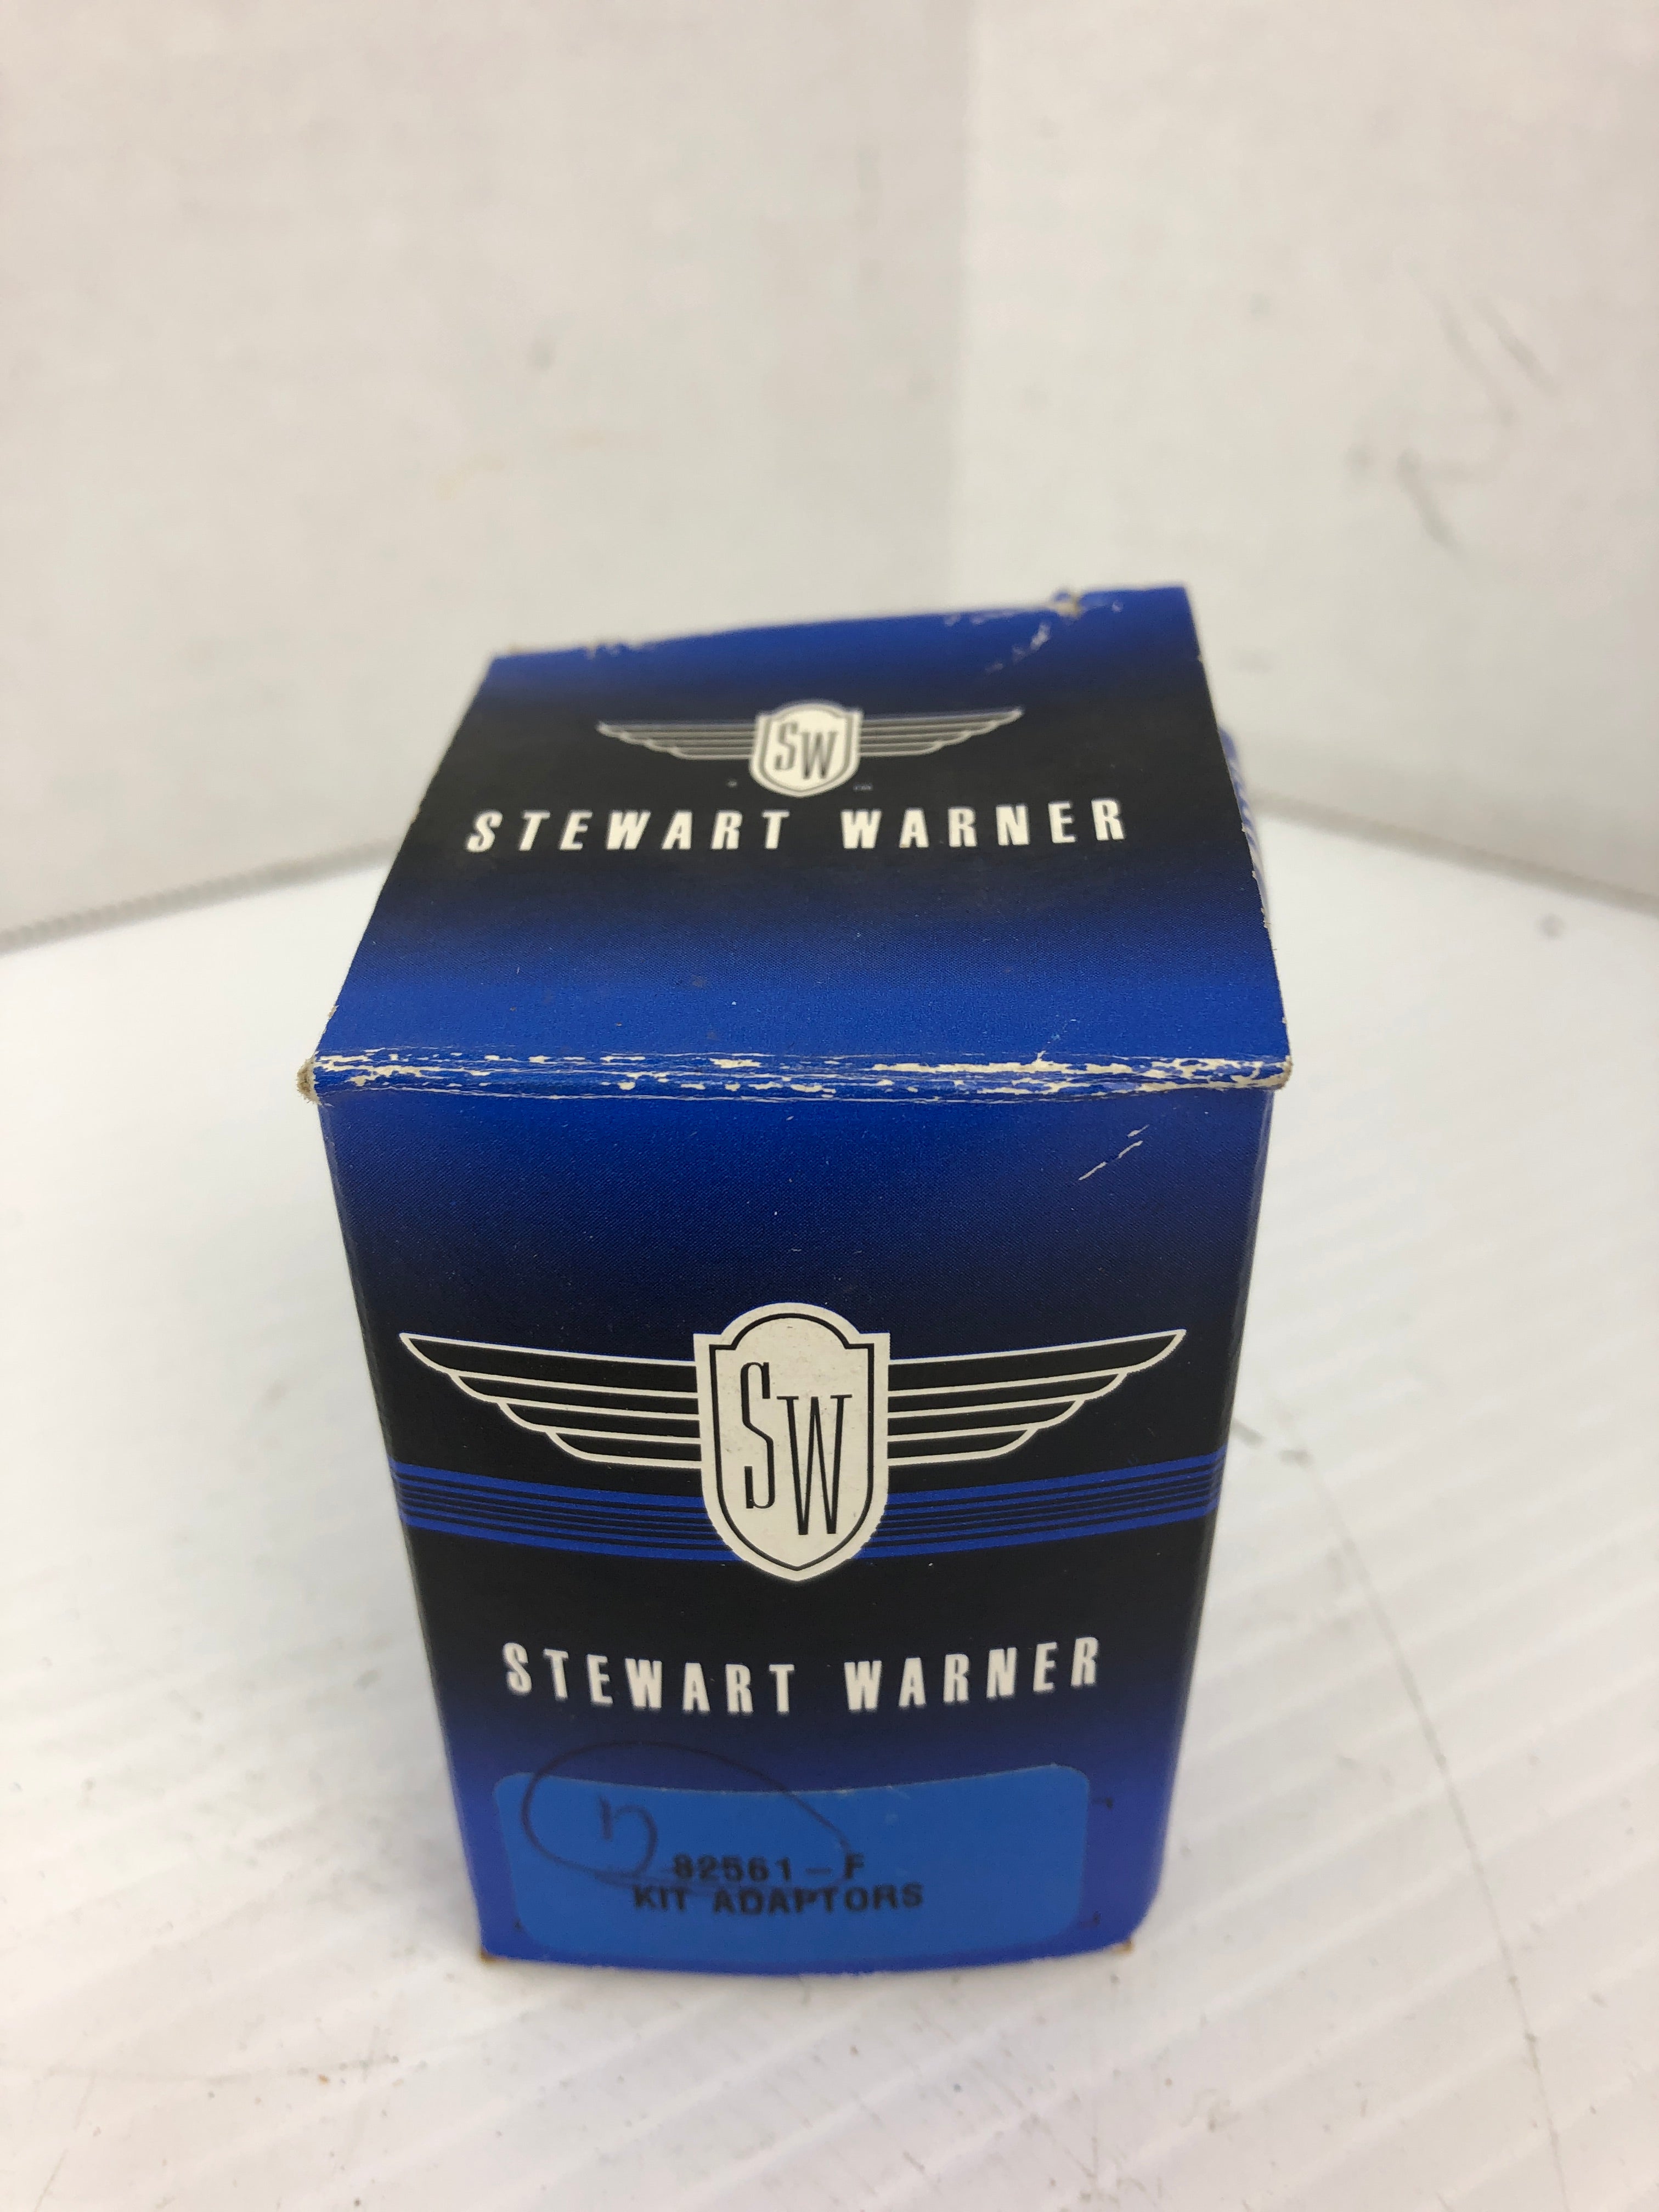 SW
STEWART WARNER
SW
STEWART WARNER
82561-F
KIT ADAPTORS